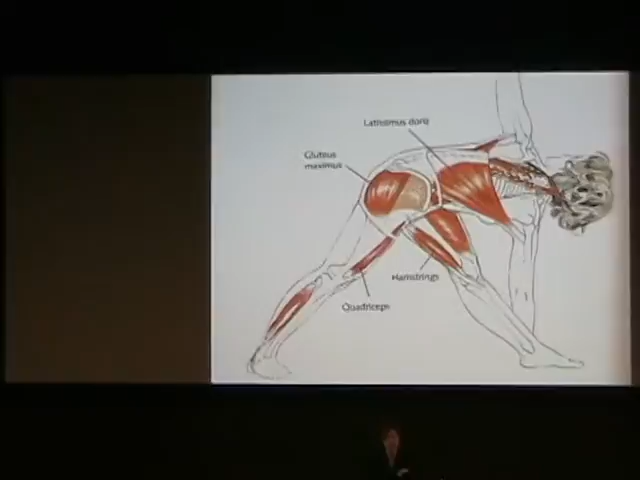 Latissimus dorsi
Gluteus
maximus
Hamstrings
Quadriceps